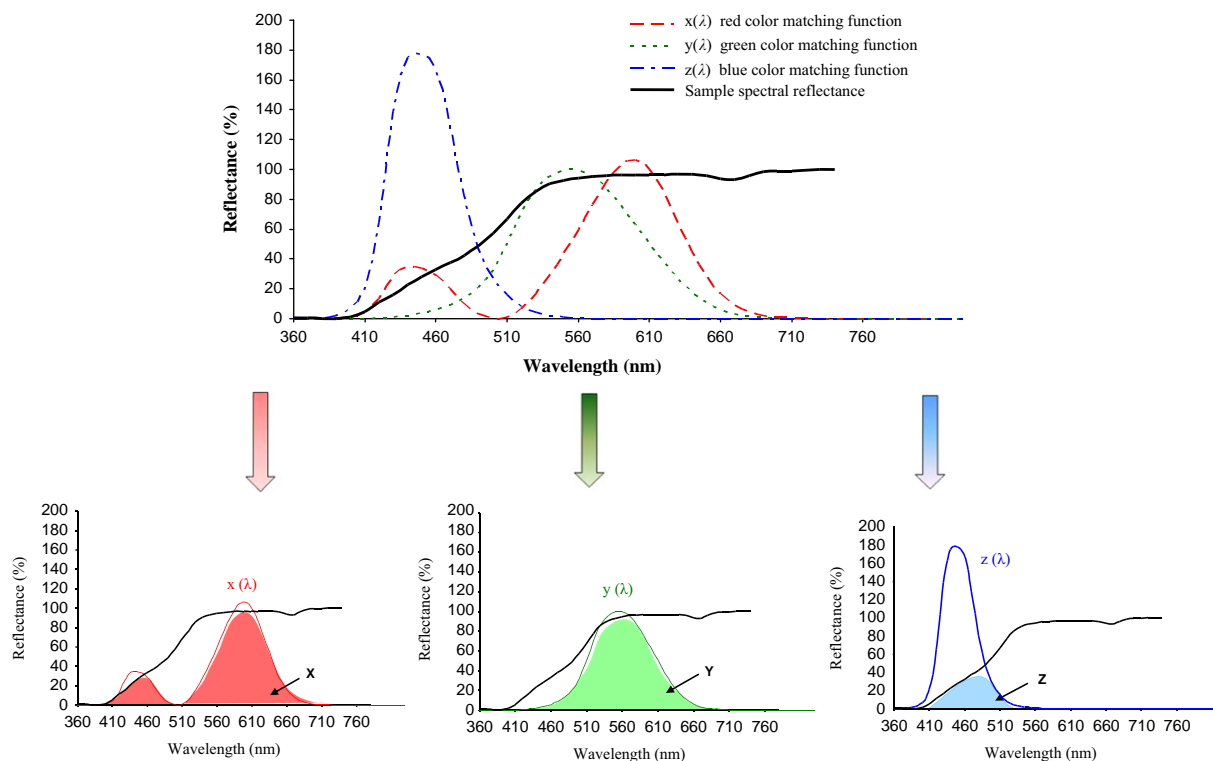 x(λ) red color matching function
y(λ) green color matching function
z(λ) blue color matching function
Sample spectral reflectance
Reflectance (%)
200
180
160
140
120
100
80
60
40
20
0
360 410 460 510 560 610 660 710 760
Wavelength (nm)
200
180
160
140
120
100
80
60
40
20
0
Reflectance (%)
x (λ)
X
360 410 460 510 560 610 660 710 760
Wavelength (nm)
200
180
160
140
120
100
80
60
40
20
0
Reflectance (%)
y (λ)
Y
360 410 460 510 560 610 660 710 760
Wavelength (nm)
200
180
160
140
120
100
80
60
40
20
0
Reflectance (%)
z (λ)
Z
360 410 460 510 560 610 660 710 760
Wavelength (nm)